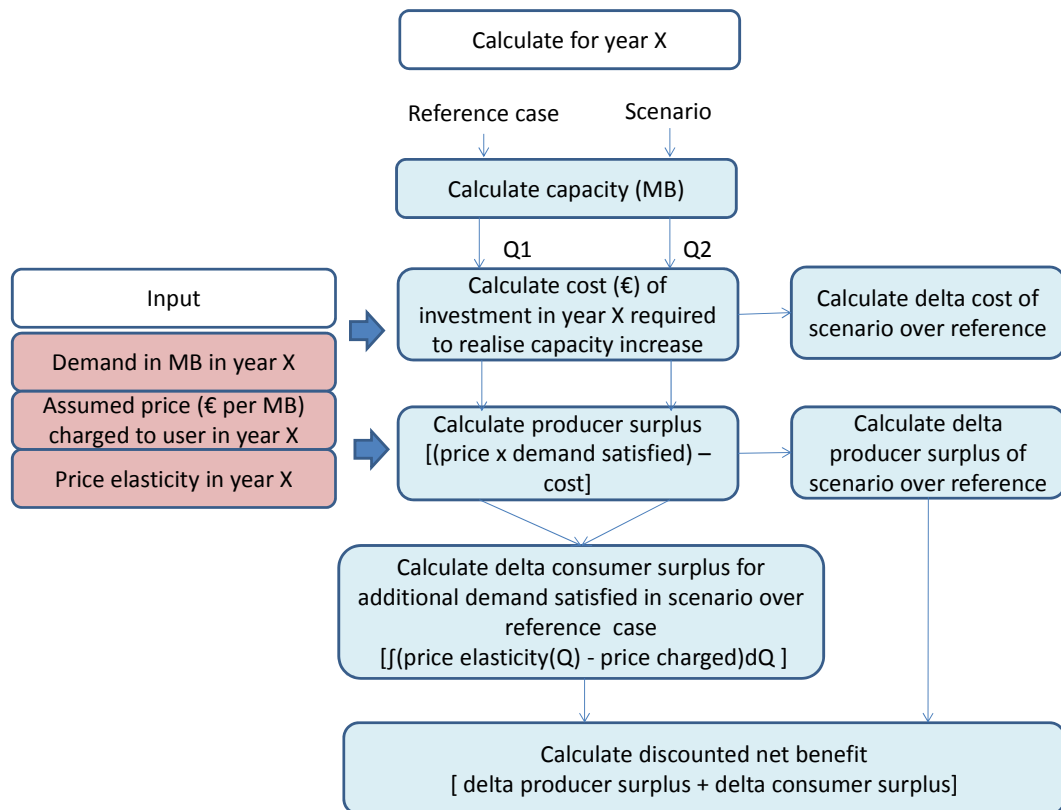 Calculate for year X
Reference case
Scenario
Calculate capacity (MB)
Q1
Q2
Input
Demand in MB in year X
Assumed price (€ per MB)
charged to user in year X
Price elasticity in year X
Calculate cost (€) of
investment in year X required
to realise capacity increase
Calculate delta cost of
scenario over reference
Calculate producer surplus
[(price x demand satisfied) –
cost]
Calculate delta
producer surplus of
scenario over reference
Calculate delta consumer surplus for
additional demand satisfied in scenario over
reference case
[∫(price elasticity(Q) - price charged)dQ ]
Calculate discounted net benefit
[ delta producer surplus + delta consumer surplus]